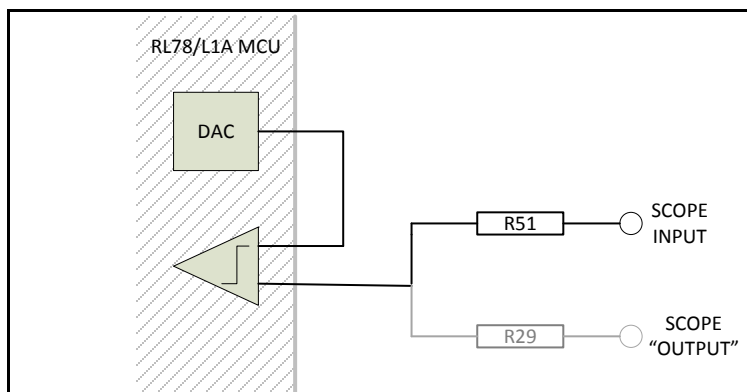 RL78/L1A MCU
DAC
R51
SCOPE
INPUT
R29
SCOPE
“OUTPUT”